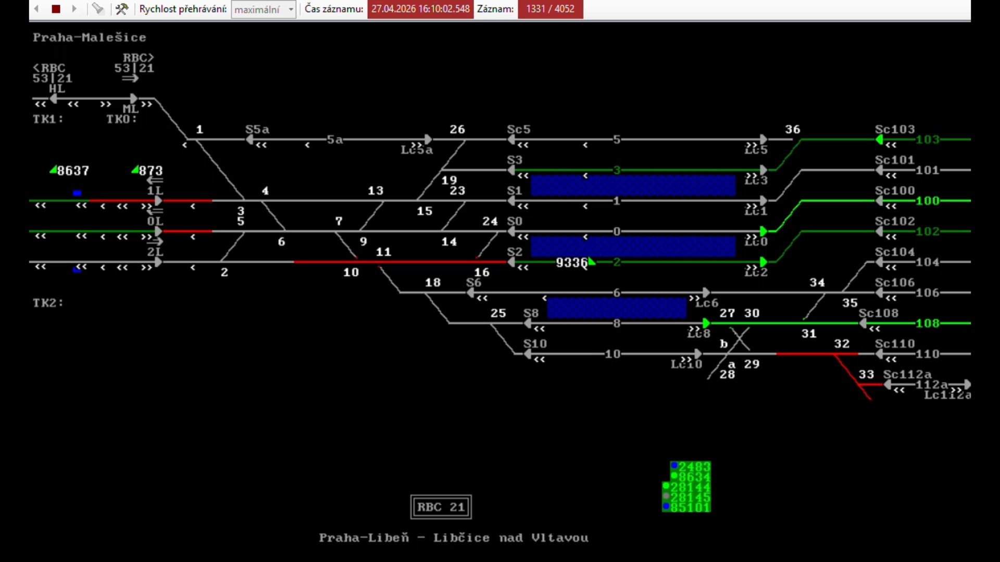 Rychlost přehrávání: maximální Čas záznamu: 27.04.2026 16:10:02.548 Záznam: 1331 / 4052
Praha-Malešice
RBC>
<RBC 53|21
53|21
HL
ML
TK1: TK0:
1 S5a 26 Sc5 36 Sc103
5a 5 103
Lc5a Lc5
S3 Sc101
8637 873 3 101
19 Lc3
1L 4 13 23 S1 Sc100
1 100
3 15 Lc1
0L 5 7 24 S0 Sc102
0 102
6 9 14 Lc0
2L 11 S2 Sc104
9336 2 104
2 10 16 Lc2
18 S6 34 Sc106
6 106
TK2: Lc6 35
25 S8 27 30 Sc108
8 108
Lc8 31
S10 b 32 Sc110
10 110
Lc10 a 29
28 33 Sc112a
112a
Lc112a
2483
8634
28144
28145
85101
RBC 21
Praha-Libeň - Libčice nad Vltavou